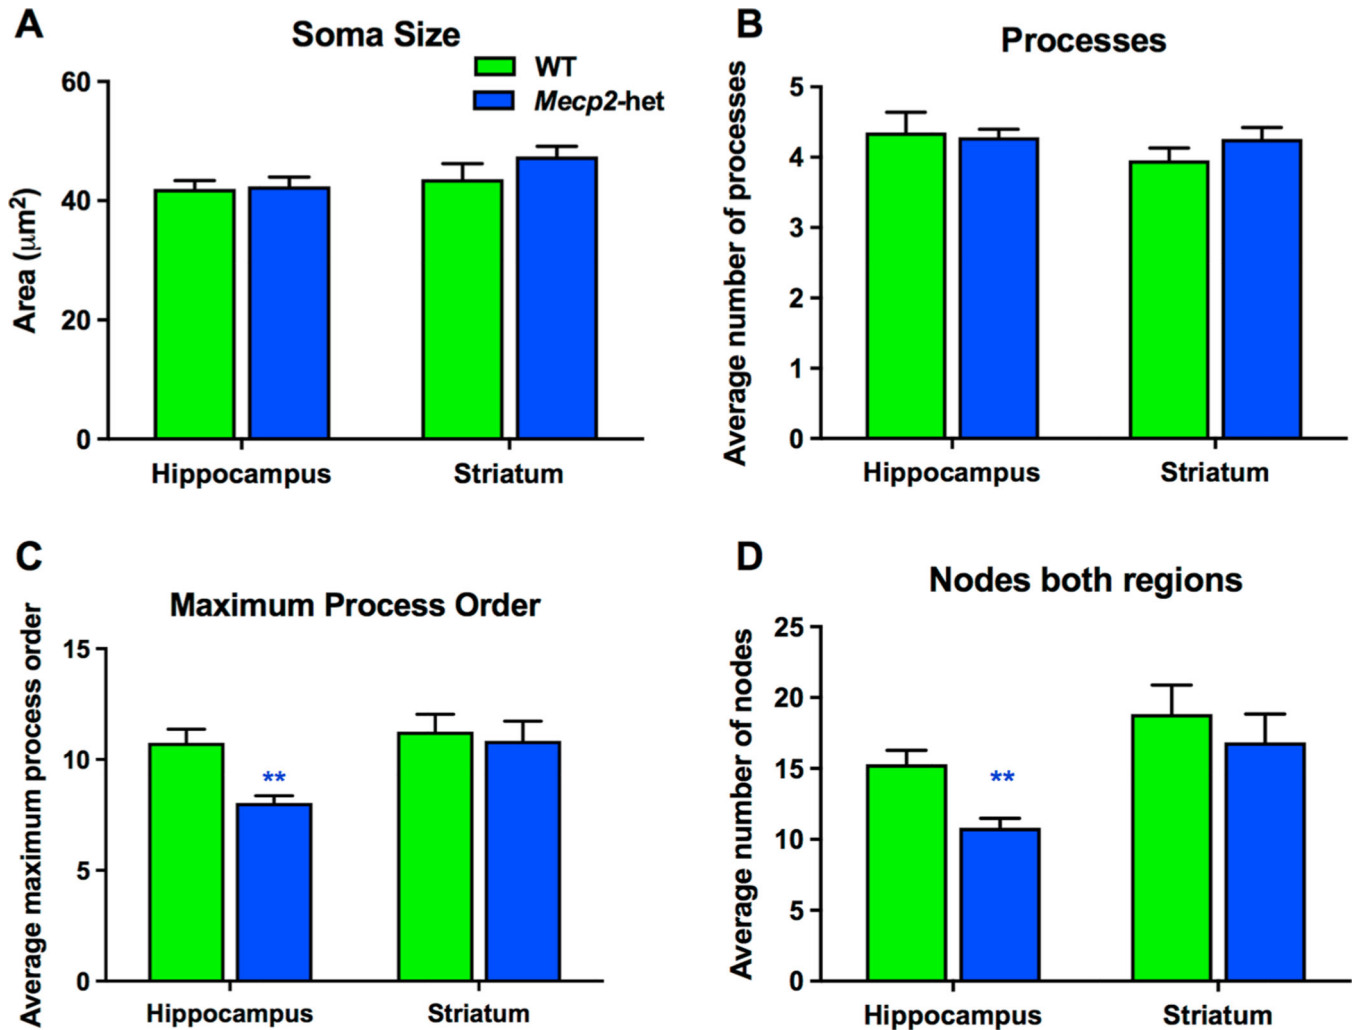 A
Soma Size
WT
Mecp2-het
Area (μm²)
60
40
20
0
Hippocampus
Striatum
B
Processes
Average number of processes
5
4
3
2
1
0
Hippocampus
Striatum
C
Maximum Process Order
Average maximum process order
15
10
5
0
**
Hippocampus
Striatum
D
Nodes both regions
Average number of nodes
25
20
15
10
5
0
**
Hippocampus
Striatum